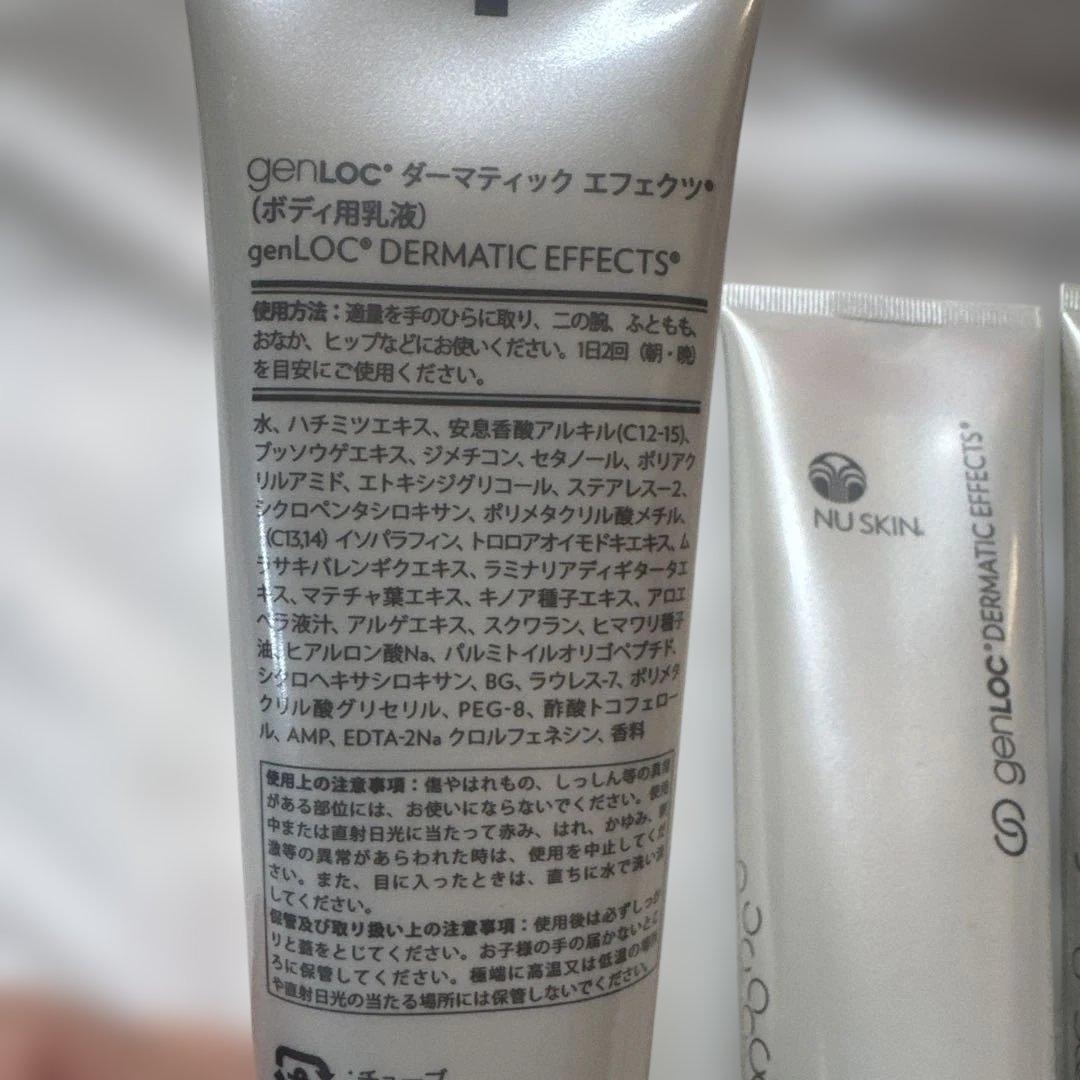 genLOC® ダーマティック エフェクツ®
（ボディ用乳液）
genLOC® DERMATIC EFFECTS®
使用方法：適量を手のひらに取り、二の腕、ふともも、
おなか、ヒップなどにお使いください。1日2回（朝・晩）
を目安にご使用ください。
水、ハチミツエキス、安息香酸アルキル(C12-15)、
ブッソウゲエキス、ジメチコン、セタノール、ポリアク
リルアミド、エトキシジグリコール、ステアレス-2、
シクロペンタシロキサン、ポリメタクリル酸メチル、
(C13,14) イソパラフィン、トロロアオイモドキエキス、ム
ラサキバレンギクエキス、ラミナリアディギタータエ
キス、マテチャ葉エキス、キノア種子エキス、アロエ
ベラ液汁、アルゲエキス、スクワラン、ヒマワリ種子
油、ヒアルロン酸Na、パルミトイルオリゴペプチド、
シクロヘキサシロキサン、BG、ラウレス-7、ポリメタ
クリル酸グリセリル、PEG-8、酢酸トコフェロー
ル、AMP、EDTA-2Na クロルフェネシン、香料
使用上の注意事項：傷やはれもの、しっしん等の異常
がある部位には、お使いにならないでください。使用
中または直射日光に当たって赤み、はれ、かゆみ、刺
激等の異常があらわれた時は、使用を中止してくだ
さい。また、目に入ったときは、直ちに水で洗い流
してください。
保管及び取り扱い上の注意事項：使用後は必ずしっか
りと蓋をとじてください。お子様の手の届かないとこ
ろに保管してください。極端に高温又は低温の場所
や直射日光の当たる場所には保管しないでください。
：チューブ
NU SKIN®
genLOC® DERMATIC EFFECTS®